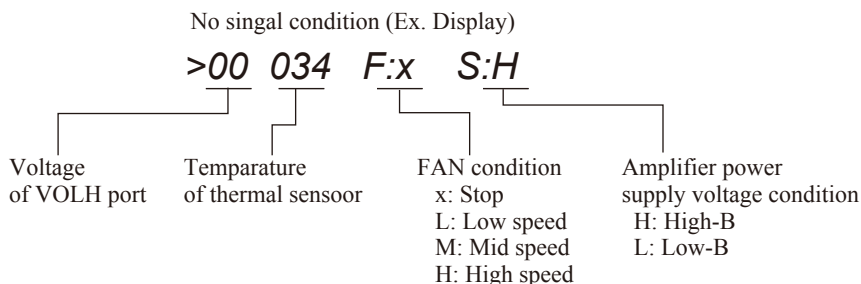 No singal condition (Ex. Display)
>00 034 F:x S:H
Voltage
of VOLH port
Temparature
of thermal sensoor
FAN condition
x: Stop
L: Low speed
M: Mid speed
H: High speed
Amplifier power
supply voltage condition
H: High-B
L: Low-B